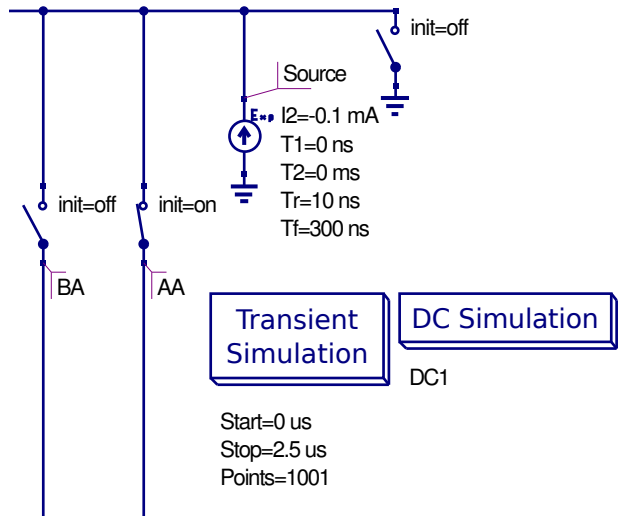 init=off
Source
Exp
I2=-0.1 mA
T1=0 ns
T2=0 ms
Tr=10 ns
Tf=300 ns
init=off
init=on
BA
AA
Transient
Simulation
DC Simulation
DC1
Start=0 us
Stop=2.5 us
Points=1001